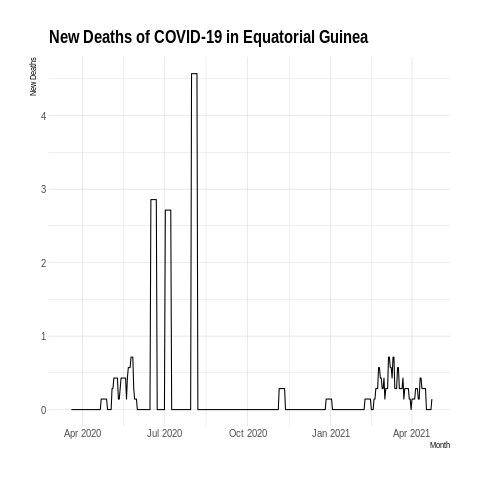 New Deaths of COVID-19 in Equatorial Guinea
New Deaths
4
3
2
1
0
Apr 2020 Jul 2020 Oct 2020 Jan 2021 Apr 2021
Month